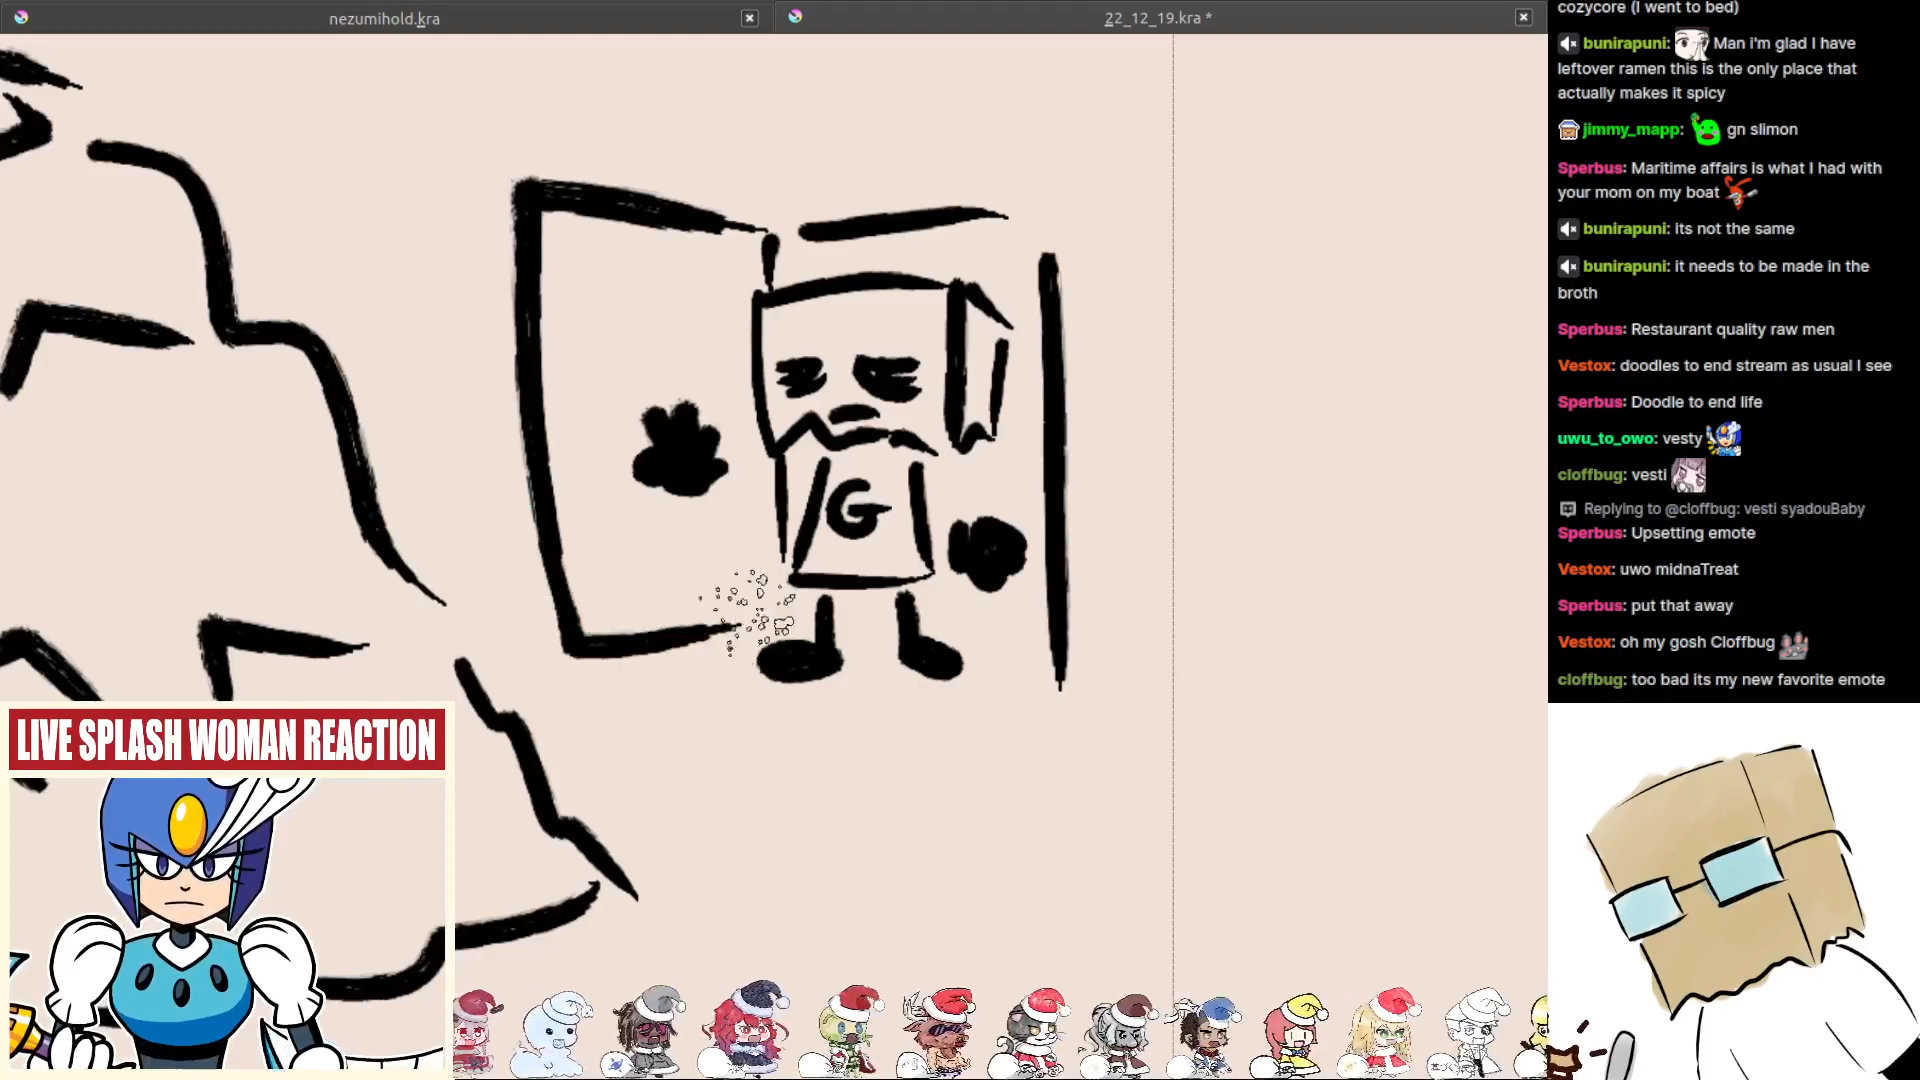 nezumihold.kra
22_12_19.kra *
cozycore (I went to bed)
bunirapuni: Man i'm glad I have
leftover ramen this is the only place that
actually makes it spicy
jimmy_mapp: gn slimon
Sperbus: Maritime affairs is what I had with
your mom on my boat
bunirapuni: its not the same
bunirapuni: it needs to be made in the
broth
Sperbus: Restaurant quality raw men
Vestox: doodles to end stream as usual I see
Sperbus: Doodle to end life
uwu_to_owo: vesty
cloffbug: vesti
Replying to @cloffbug: vesti syadouBaby
Sperbus: Upsetting emote
Vestox: uwo midnaTreat
Sperbus: put that away
Vestox: oh my gosh Cloffbug
cloffbug: too bad its my new favorite emote
G
LIVE SPLASH WOMAN REACTION